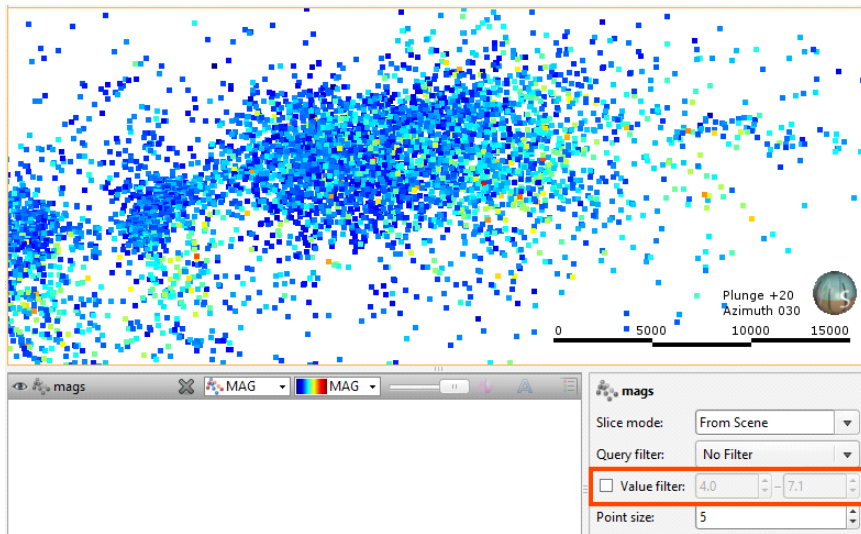 Plunge +20
Azimuth 030
0 5000 10000 15000
S
mags MAG MAG A
mags
Slice mode: From Scene
Query filter: No Filter
Value filter: 4.0 – 7.1
Point size: 5